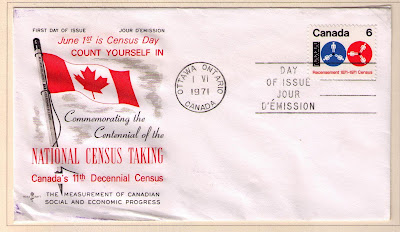 FIRST DAY OF ISSUE JOUR D'ÉMISSION
June 1st is Census Day
COUNT YOURSELF IN
Commemorating the
Centennial of the
NATIONAL CENSUS TAKING
Canada's 11th Decennial Census
THE MEASUREMENT OF CANADIAN
SOCIAL AND ECONOMIC PROGRESS
OTTAWA ONTARIO
1 VI
1971
CANADA
Canada 6
Recensement 1871-1971 Census
DAY
OF ISSUE
JOUR
D'ÉMISSION